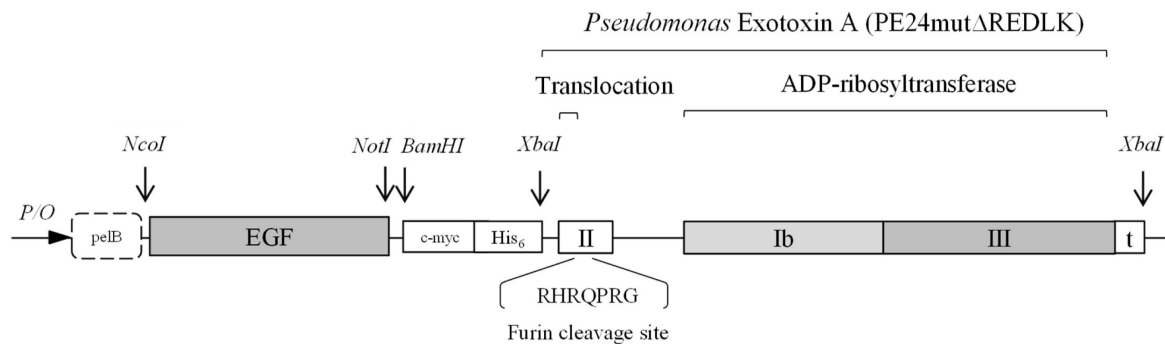 Pseudomonas Exotoxin A (PE24mutΔREDLK)
Translocation ADP-ribosyltransferase
NcoI NotI BamHI XbaI XbaI
P/O pelB EGF c-myc His₆ II Ib III t
RHRQPRG
Furin cleavage site